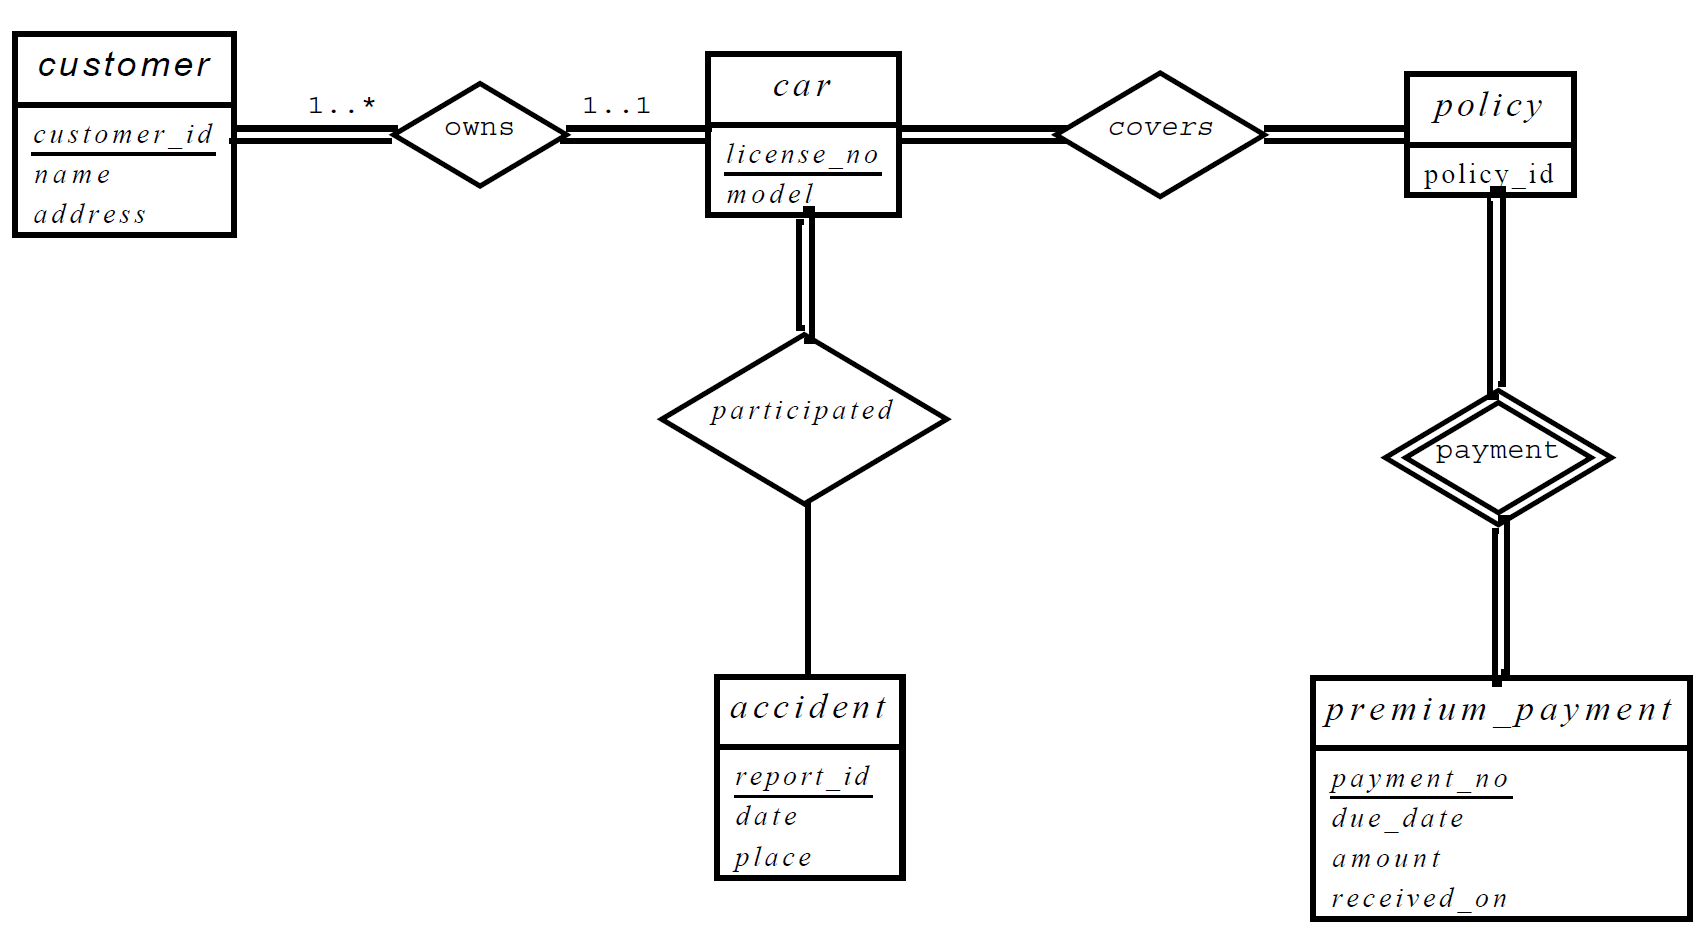 customer
customer_id
name
address
1..*
owns
1..1
car
license_no
model
covers
policy
policy_id
participated
payment
accident
report_id
date
place
premium_payment
payment_no
due_date
amount
received_on